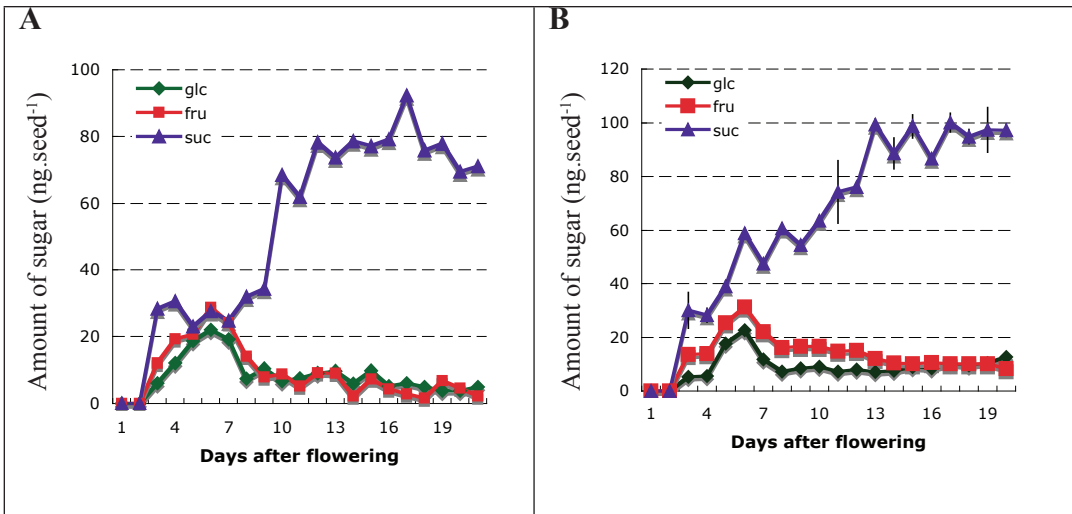 A
Amount of sugar (ng.seed-1)
100
80
60
40
20
0
glc
fru
suc
1 4 7 10 13 16 19
Days after flowering
B
Amount of sugar (ng.seed-1)
120
100
80
60
40
20
0
glc
fru
suc
1 4 7 10 13 16 19
Days after flowering